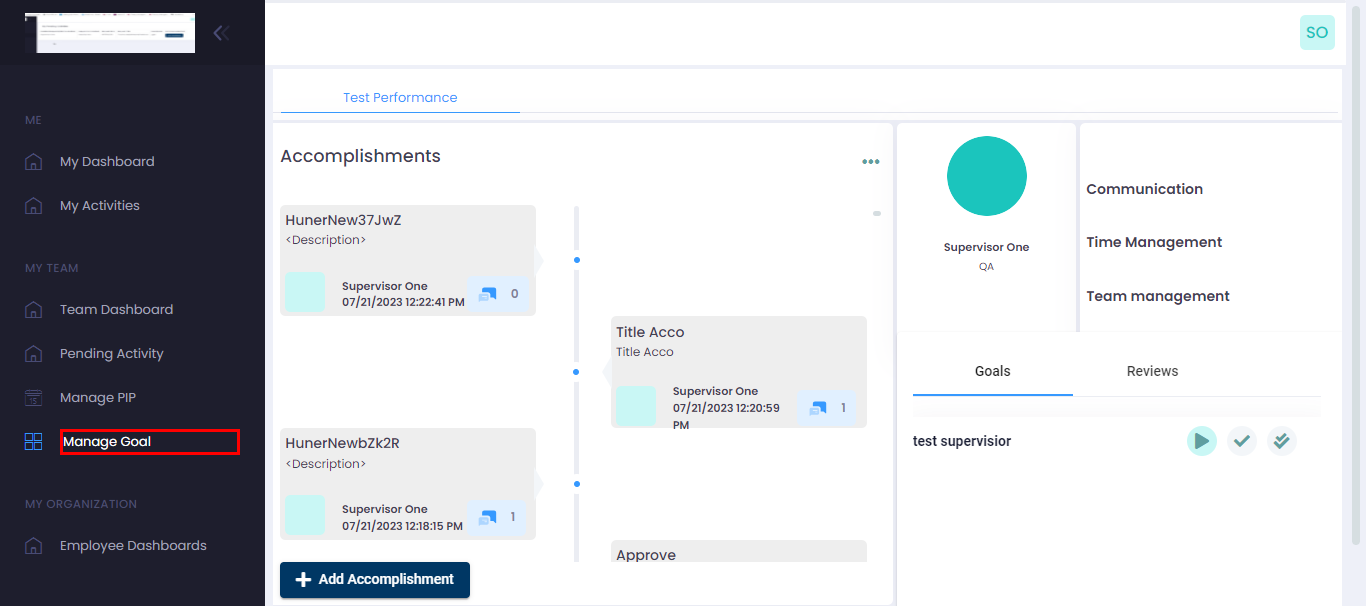 SO
ME
My Dashboard
My Activities
MY TEAM
Team Dashboard
Pending Activity
Manage PIP
Manage Goal
MY ORGANIZATION
Employee Dashboards
Test Performance
Accomplishments
HunerNew37JwZ
<Description>
Supervisor One
07/21/2023 12:22:41 PM
0
Title Acco
Title Acco
Supervisor One
07/21/2023 12:20:59
PM
1
HunerNewbZk2R
<Description>
Supervisor One
07/21/2023 12:18:15 PM
1
Approve
Add Accomplishment
Supervisor One
QA
Communication
Time Management
Team management
Goals
Reviews
test supervisior